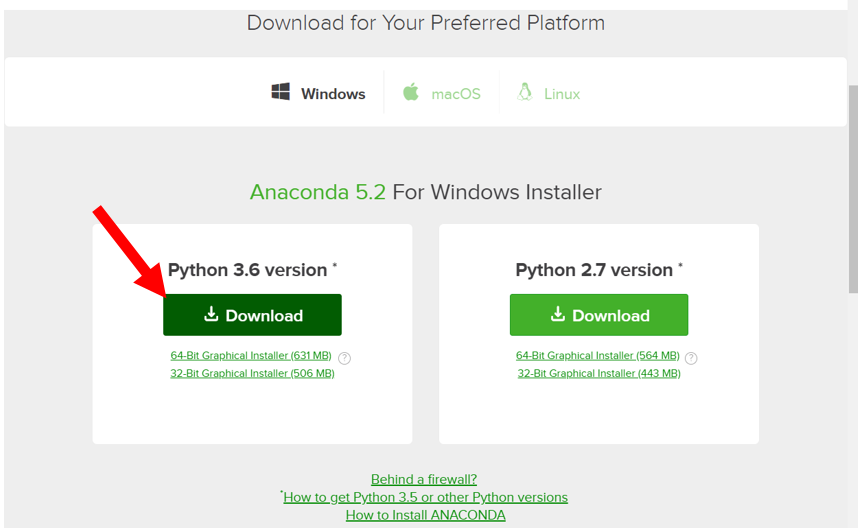 Download for Your Preferred Platform
Windows
macOS
Linux
Anaconda 5.2 For Windows Installer
Python 3.6 version *
Download
64-Bit Graphical Installer (631 MB) ?
32-Bit Graphical Installer (506 MB)
Python 2.7 version *
Download
64-Bit Graphical Installer (564 MB) ?
32-Bit Graphical Installer (443 MB)
Behind a firewall?
*How to get Python 3.5 or other Python versions
How to Install ANACONDA